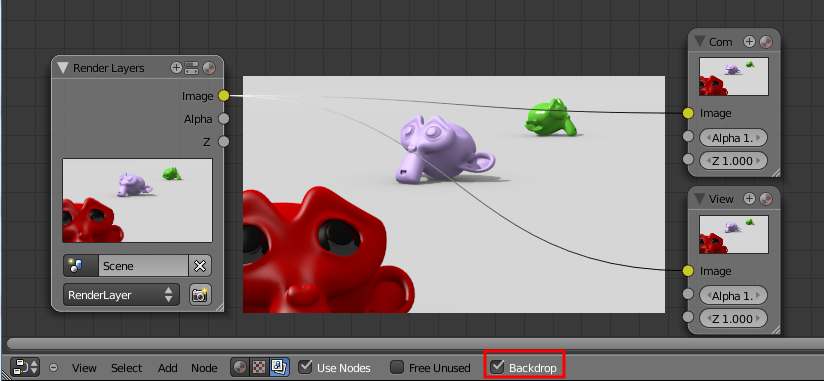 Render Layers
Image
Alpha
Z
Scene
RenderLayer
Com
Image
Alpha 1.
Z 1.000
View
Image
Alpha 1.
Z 1.000
View Select Add Node Use Nodes Free Unused Backdrop